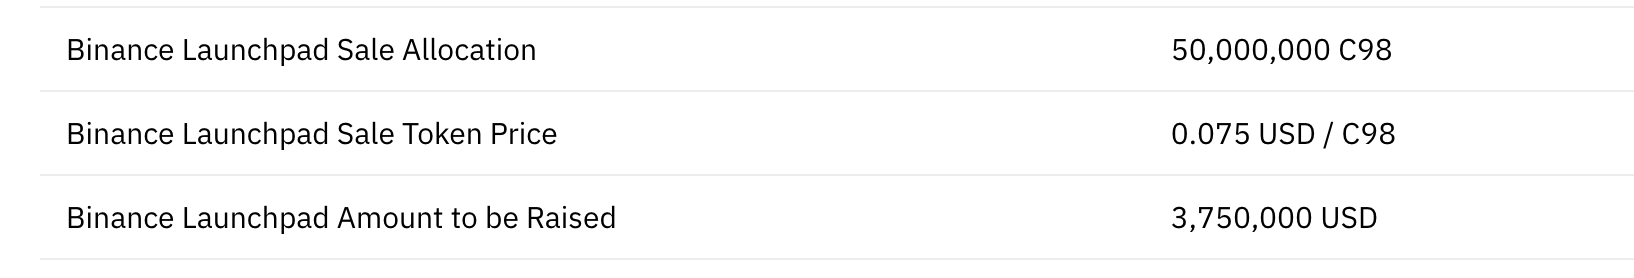 Binance Launchpad Sale Allocation 50,000,000 C98
Binance Launchpad Sale Token Price 0.075 USD / C98
Binance Launchpad Amount to be Raised 3,750,000 USD